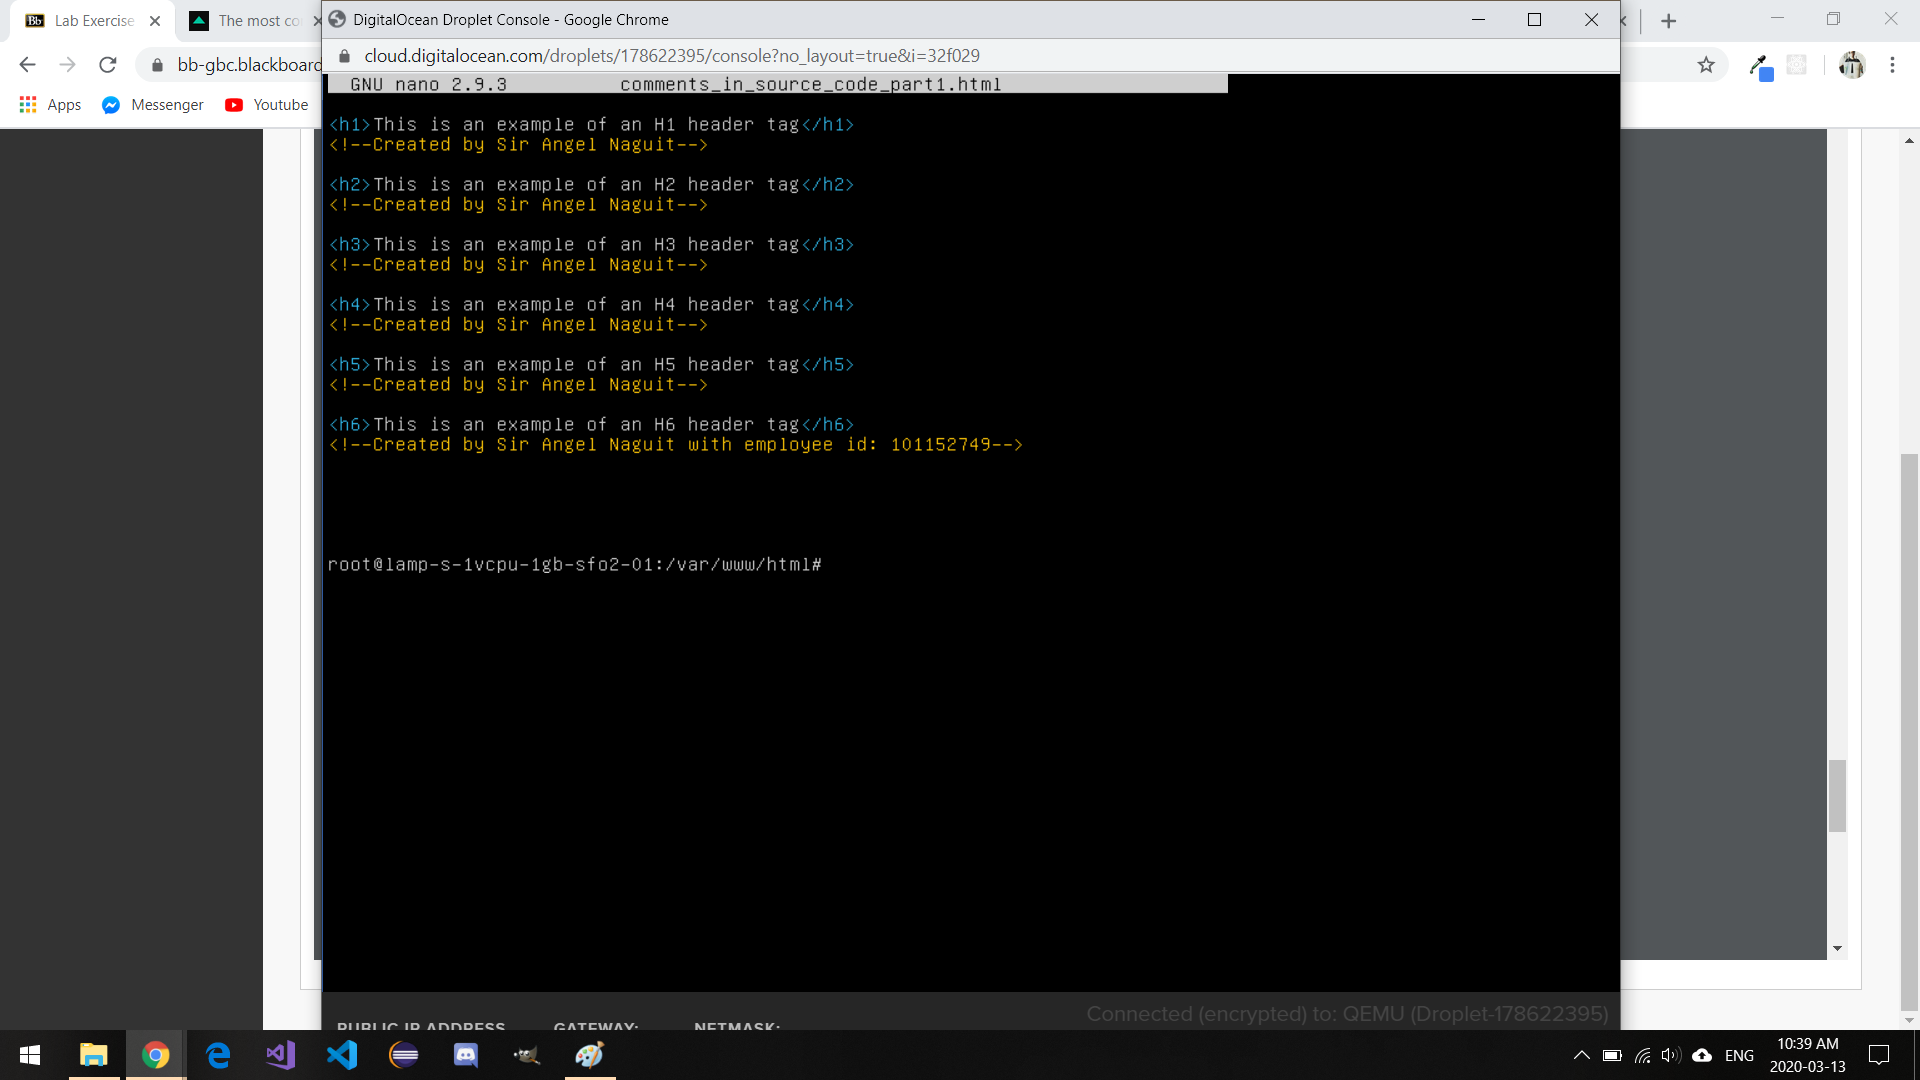 Lab Exercise
The most co
DigitalOcean Droplet Console - Google Chrome
bb-gbc.blackboard
cloud.digitalocean.com/droplets/178622395/console?no_layout=true&i=32f029
Apps
Messenger
Youtube
GNU nano 2.9.3 comments_in_source_code_part1.html
<h1>This is an example of an H1 header tag</h1>
<!--Created by Sir Angel Naguit-->
<h2>This is an example of an H2 header tag</h2>
<!--Created by Sir Angel Naguit-->
<h3>This is an example of an H3 header tag</h3>
<!--Created by Sir Angel Naguit-->
<h4>This is an example of an H4 header tag</h4>
<!--Created by Sir Angel Naguit-->
<h5>This is an example of an H5 header tag</h5>
<!--Created by Sir Angel Naguit-->
<h6>This is an example of an H6 header tag</h6>
<!--Created by Sir Angel Naguit with employee id: 101152749-->
root@lamp-s-1vcpu-1gb-sfo2-01:/var/www/html#
Connected (encrypted) to: QEMU (Droplet-178622395)
PUBLIC IP ADDRESS GATEWAY: NETMASK:
ENG
10:39 AM
2020-03-13